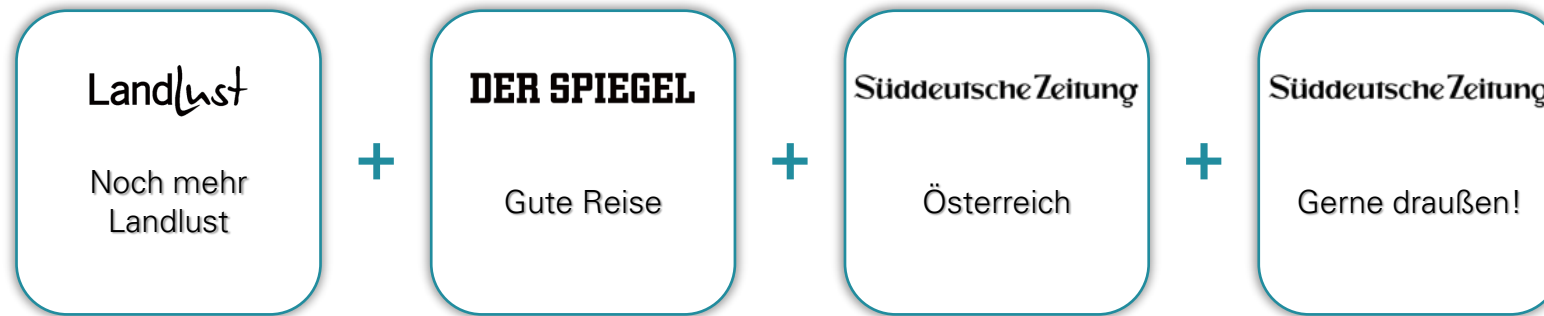 Landlust
Noch mehr
Landlust
+
DER SPIEGEL
Gute Reise
+
Süddeutsche Zeitung
Österreich
+
Süddeutsche Zeitung
Gerne draußen!